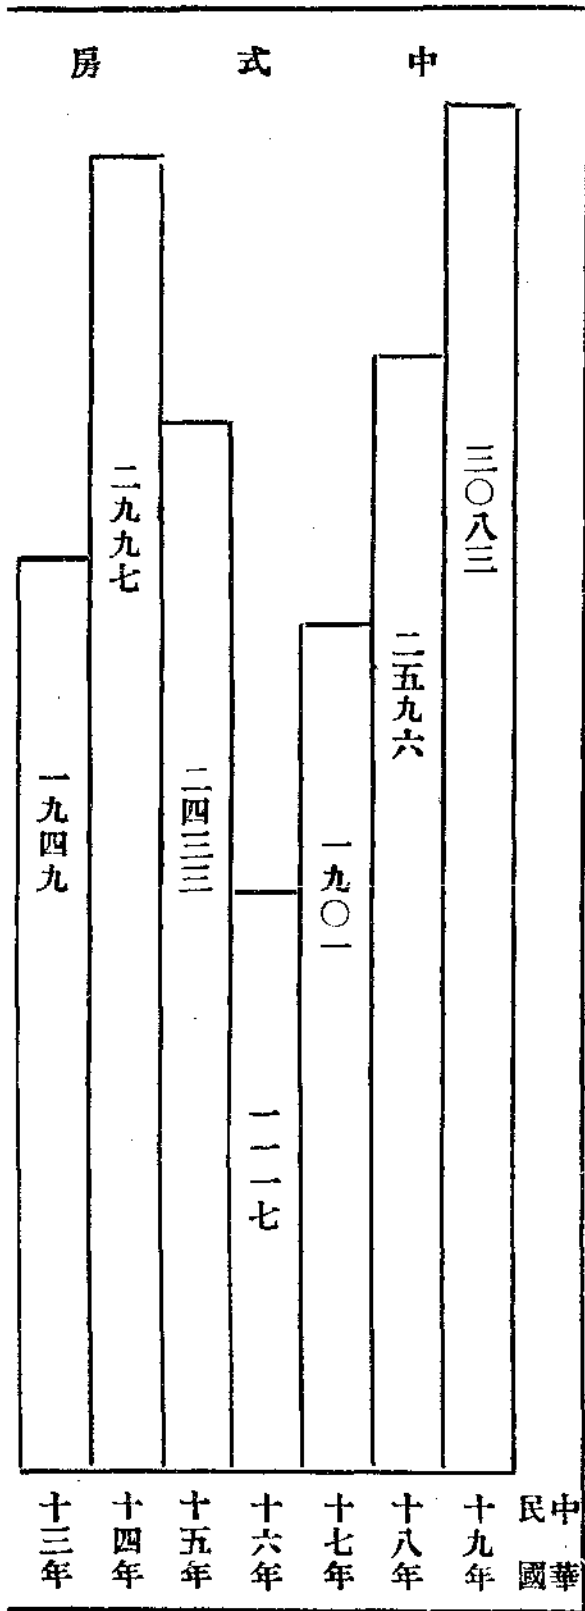 中式房
三〇八三
二五九六
一九〇一
一一一七
二四三三
二九九七
一九四九
中華民國
十九年
十八年
十七年
十六年
十五年
十四年
十三年